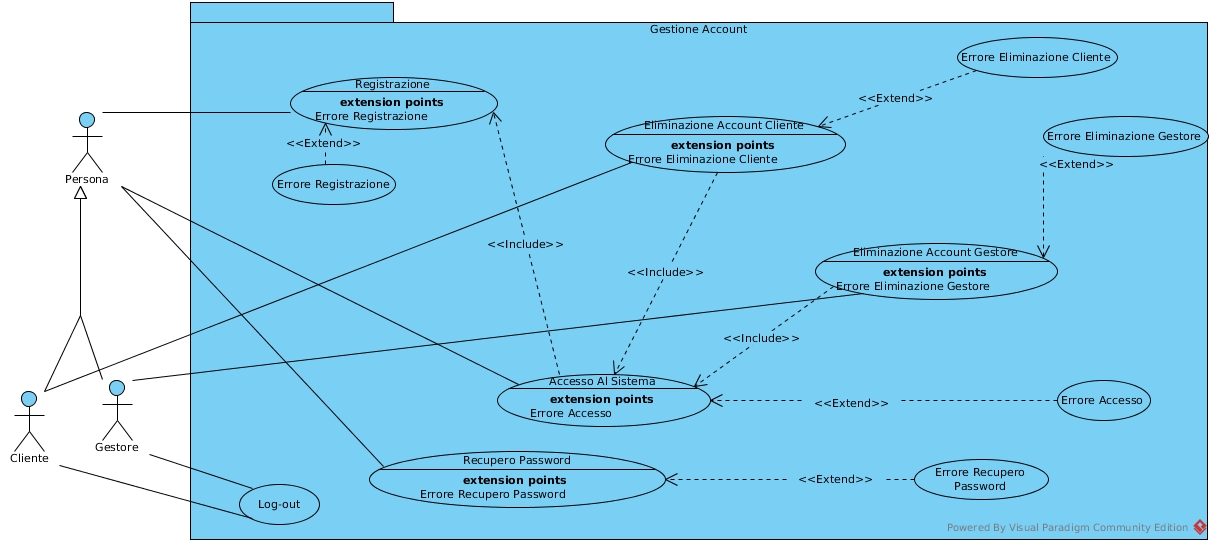 Gestione Account
Errore Eliminazione Cliente
<<Extend>>
Registrazione
extension points
Errore Registrazione
<<Extend>>
Errore Registrazione
Persona
Eliminazione Account Cliente
extension points
Errore Eliminazione Cliente
Errore Eliminazione Gestore
<<Extend>>
<<Include>>
<<Include>>
Eliminazione Account Gestore
extension points
Errore Eliminazione Gestore
<<Include>>
Accesso Al Sistema
extension points
Errore Accesso
<<Extend>>
Errore Accesso
Cliente
Gestore
Recupero Password
extension points
Errore Recupero Password
<<Extend>>
Errore Recupero
Password
Log-out
Powered By Visual Paradigm Community Edition